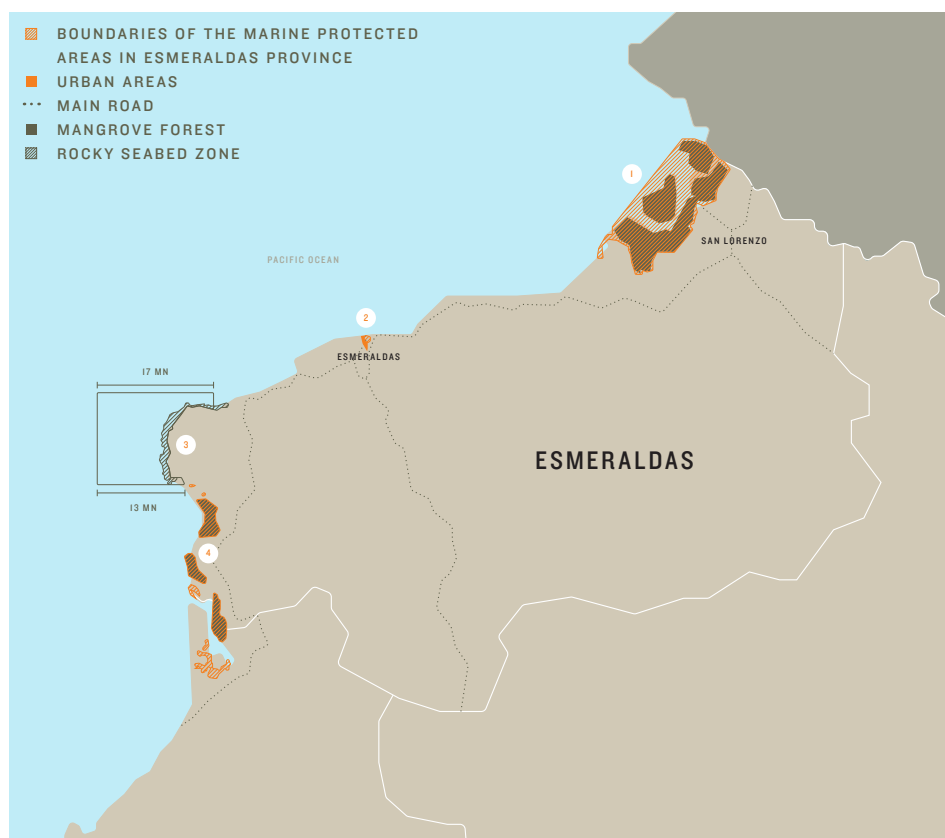 BOUNDARIES OF THE MARINE PROTECTED
AREAS IN ESMERALDAS PROVINCE
URBAN AREAS
MAIN ROAD
MANGROVE FOREST
ROCKY SEABED ZONE
1
SAN LORENZO
PACIFIC OCEAN
2
ESMERALDAS
17 MN
3
ESMERALDAS
13 MN
4